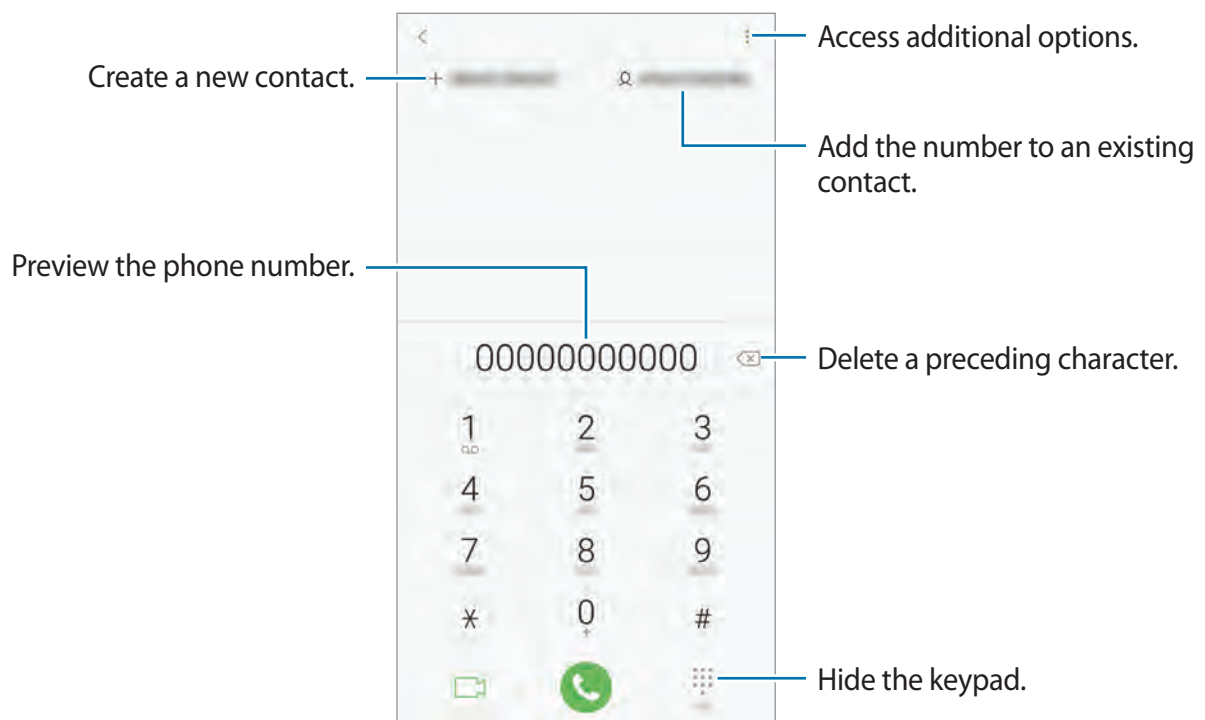 Access additional options.
Create a new contact.
Add the number to an existing
contact.
Preview the phone number.
00000000000
Delete a preceding character.
1 2 3
4 5 6
7 8 9
* 0 #
+
Hide the keypad.